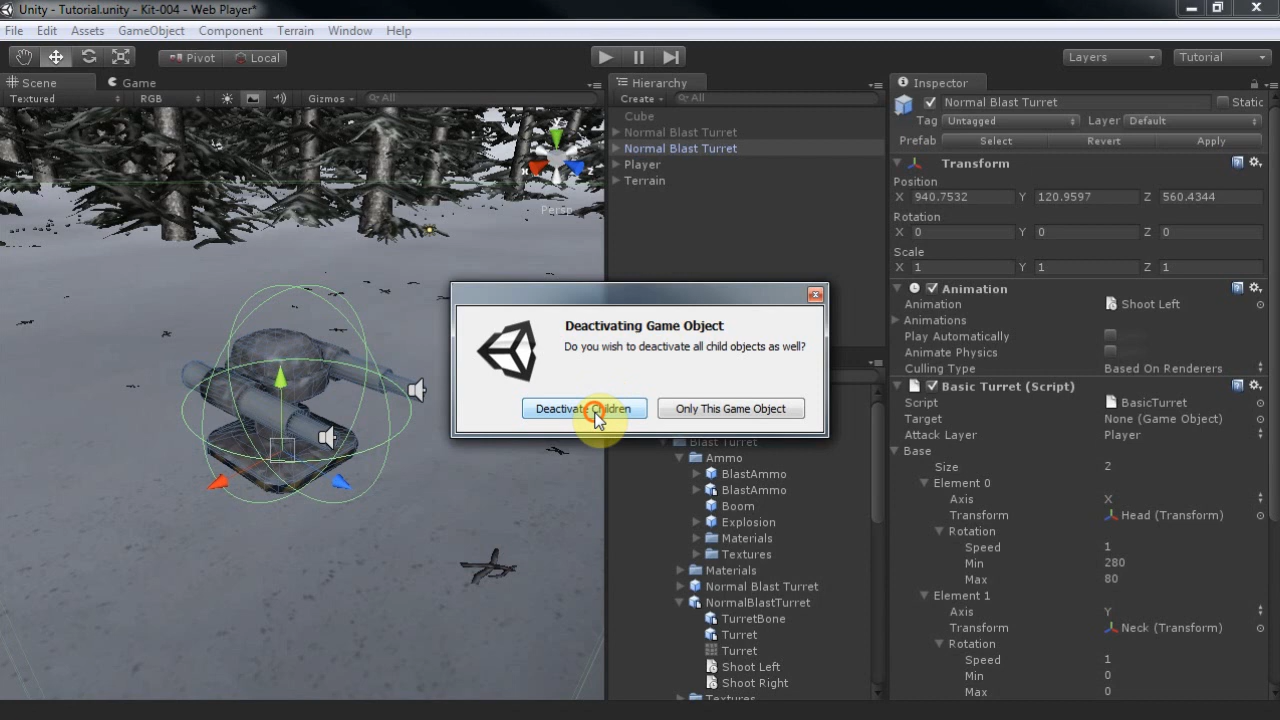 Unity - Tutorial.unity - Kit-004 - Web Player*
File Edit Assets GameObject Component Terrain Window Help
Pivot Local Layers Tutorial
Scene Game
Textured RGB Gizmos All
Persp
Hierarchy
Create All
Cube
Normal Blast Turret
Normal Blast Turret
Player
Terrain
Deactivating Game Object
Do you wish to deactivate all child objects as well?
Deactivate Children Only This Game Object
Blast Turret
Ammo
BlastAmmo
BlastAmmo
Boom
Explosion
Materials
Textures
Materials
Normal Blast Turret
NormalBlastTurret
TurretBone
Turret
Turret
Shoot Left
Shoot Right
Textures
Inspector
Normal Blast Turret Static
Tag Untagged Layer Default
Prefab Select Revert Apply
Transform
Position
X 940.7532 Y 120.9597 Z 560.4344
Rotation
X 0 Y 0 Z 0
Scale
X 1 Y 1 Z 1
Animation
Animation Shoot Left
Animations
Play Automatically
Animate Physics
Culling Type Based On Renderers
Basic Turret (Script)
Script BasicTurret
Target None (Game Object)
Attack Layer Player
Base
Size 2
Element 0
Axis X
Transform Head (Transform)
Rotation
Speed 1
Min 280
Max 80
Element 1
Axis Y
Transform Neck (Transform)
Rotation
Speed 1
Min 0
Max 0